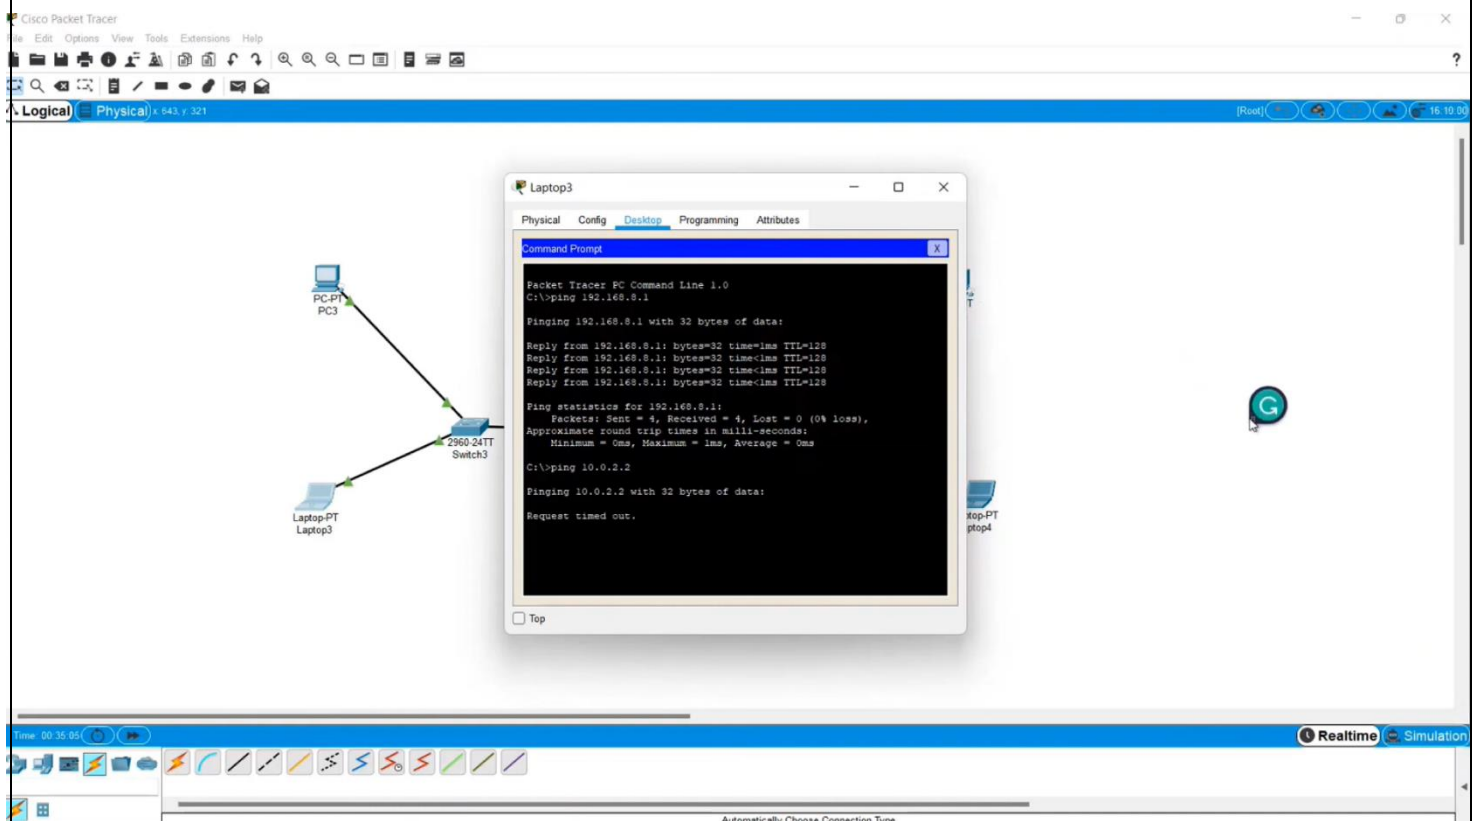 Cisco Packet Tracer
File Edit Options View Tools Extensions Help
?
Logical Physical x: 643, y: 321 [Root] 16:10:00
Laptop3
Physical Config Desktop Programming Attributes
Command Prompt X
Packet Tracer PC Command Line 1.0
C:\>ping 192.168.8.1
Pinging 192.168.8.1 with 32 bytes of data:
Reply from 192.168.8.1: bytes=32 time=1ms TTL=128
Reply from 192.168.8.1: bytes=32 time<1ms TTL=128
Reply from 192.168.8.1: bytes=32 time<1ms TTL=128
Reply from 192.168.8.1: bytes=32 time<1ms TTL=128
Ping statistics for 192.168.8.1:
Packets: Sent = 4, Received = 4, Lost = 0 (0% loss),
Approximate round trip times in milli-seconds:
Minimum = 0ms, Maximum = 1ms, Average = 0ms
C:\>ping 10.0.2.2
Pinging 10.0.2.2 with 32 bytes of data:
Request timed out.
Top
PC-PT
PC3
2960-24TT
Switch3
Laptop-PT
Laptop3
T
top-PT
ptop4
G
Time: 00:35:05 Realtime Simulation
Automatically Choose Connection Type